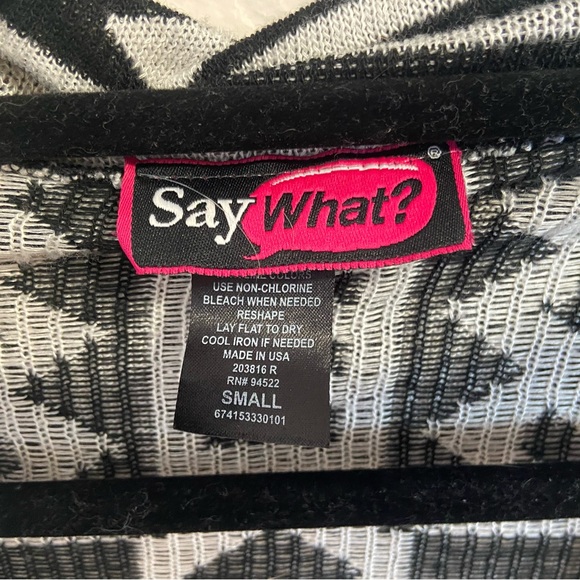 Say What? ®
USE NON-CHLORINE
BLEACH WHEN NEEDED
RESHAPE
LAY FLAT TO DRY
COOL IRON IF NEEDED
MADE IN USA
203816 R
RN# 94522
SMALL
674153330101